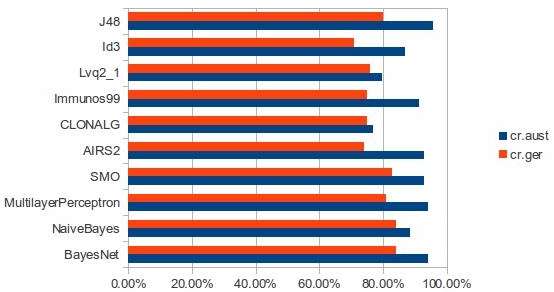 J48
Id3
Lvq2_1
Immunos99
CLONALG
AIRS2
SMO
MultilayerPerceptron
NaiveBayes
BayesNet
0.00% 20.00% 40.00% 60.00% 80.00% 100.00%
cr.aust
cr.ger